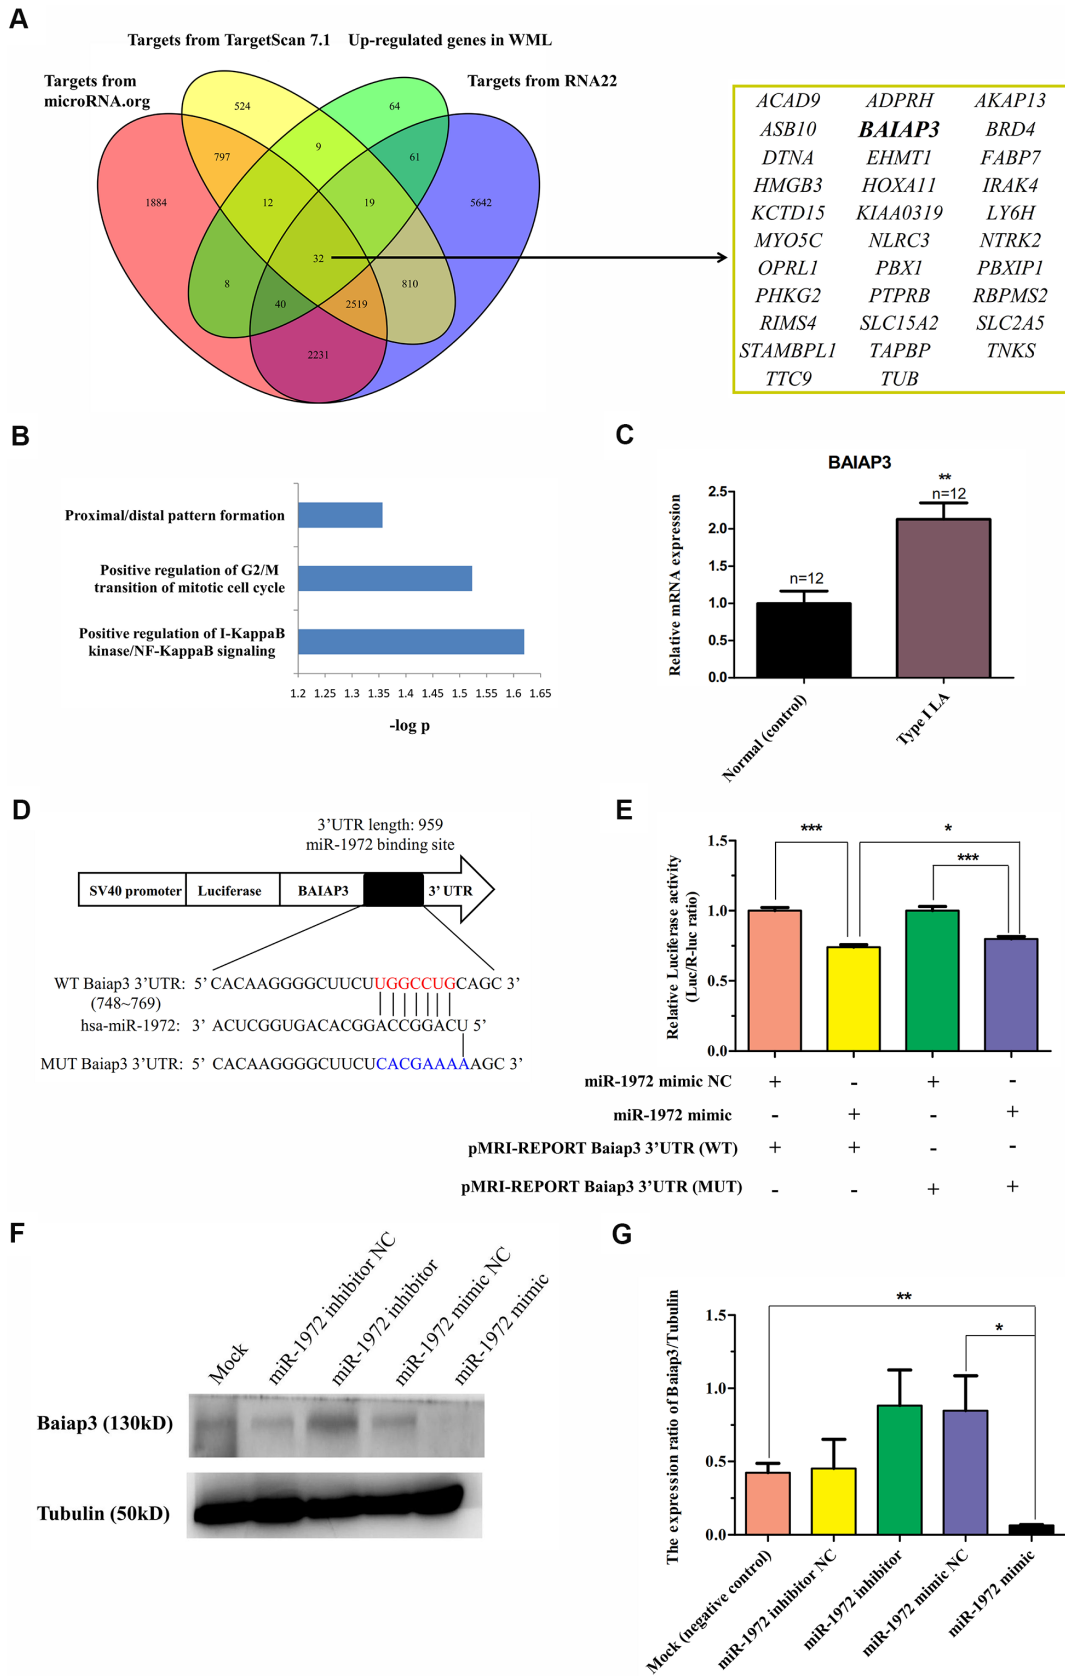 A
Targets from TargetScan 7.1 Up-regulated genes in WML
Targets from microRNA.org
Targets from RNA22
524
64
9
797
61
1884
12
19
5642
32
8
810
40
2519
2231
ACAD9 ADPRH AKAP13
ASB10 BAIAP3 BRD4
DTNA EHMT1 FABP7
HMGB3 HOXA11 IRAK4
KCTD15 KIAA0319 LY6H
MYO5C NLRC3 NTRK2
OPRL1 PBX1 PBXIP1
PHKG2 PTPRB RBPMS2
RIMS4 SLC15A2 SLC2A5
STAMBPL1 TAPBP TNKS
TTC9 TUB
B
Proximal/distal pattern formation
Positive regulation of G2/M
transition of mitotic cell cycle
Positive regulation of I-KappaB
kinase/NF-KappaB signaling
1.2 1.25 1.3 1.35 1.4 1.45 1.5 1.55 1.6 1.65
-log p
C
BAIAP3
**
n=12
n=12
Relative mRNA expression
2.5
2.0
1.5
1.0
0.5
0.0
Normal (control)
Type I LA
D
3'UTR length: 959
miR-1972 binding site
SV40 promoter Luciferase BAIAP3 3' UTR
WT Baiap3 3'UTR: 5' CACAAGGGGCUUCUUGGCCUGCAGC 3'
(748~769)
hsa-miR-1972: 3' ACUCGGUGACACGGACCGGACU 5'
MUT Baiap3 3'UTR: 5' CACAAGGGGCUUCUCACGAAAAAGC 3'
E
Relative Luciferase activity
(Luc/R-luc ratio)
1.5
1.0
0.5
0.0
***
*
***
miR-1972 mimic NC + - + -
miR-1972 mimic - + - +
pMRI-REPORT Baiap3 3'UTR (WT) + + - -
pMRI-REPORT Baiap3 3'UTR (MUT) - - + +
F
Mock
miR-1972 inhibitor NC
miR-1972 inhibitor
miR-1972 mimic NC
miR-1972 mimic
Baiap3 (130kD)
Tubulin (50kD)
G
The expression ratio of Baiap3/Tubulin
1.5
1.0
0.5
0.0
**
*
Mock (negative control)
miR-1972 inhibitor NC
miR-1972 inhibitor
miR-1972 mimic NC
miR-1972 mimic